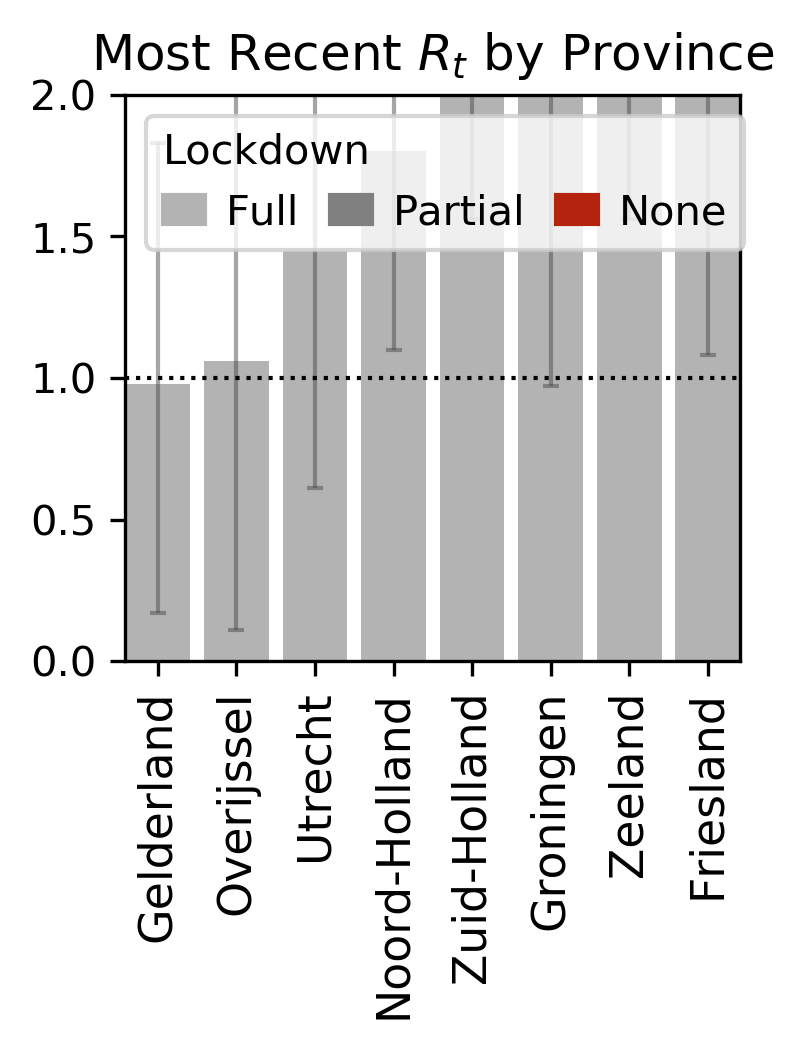 Most Recent Rt by Province
2.0
Lockdown
Full Partial None
1.5
1.0
0.5
0.0
Gelderland
Overijssel
Utrecht
Noord-Holland
Zuid-Holland
Groningen
Zeeland
Friesland